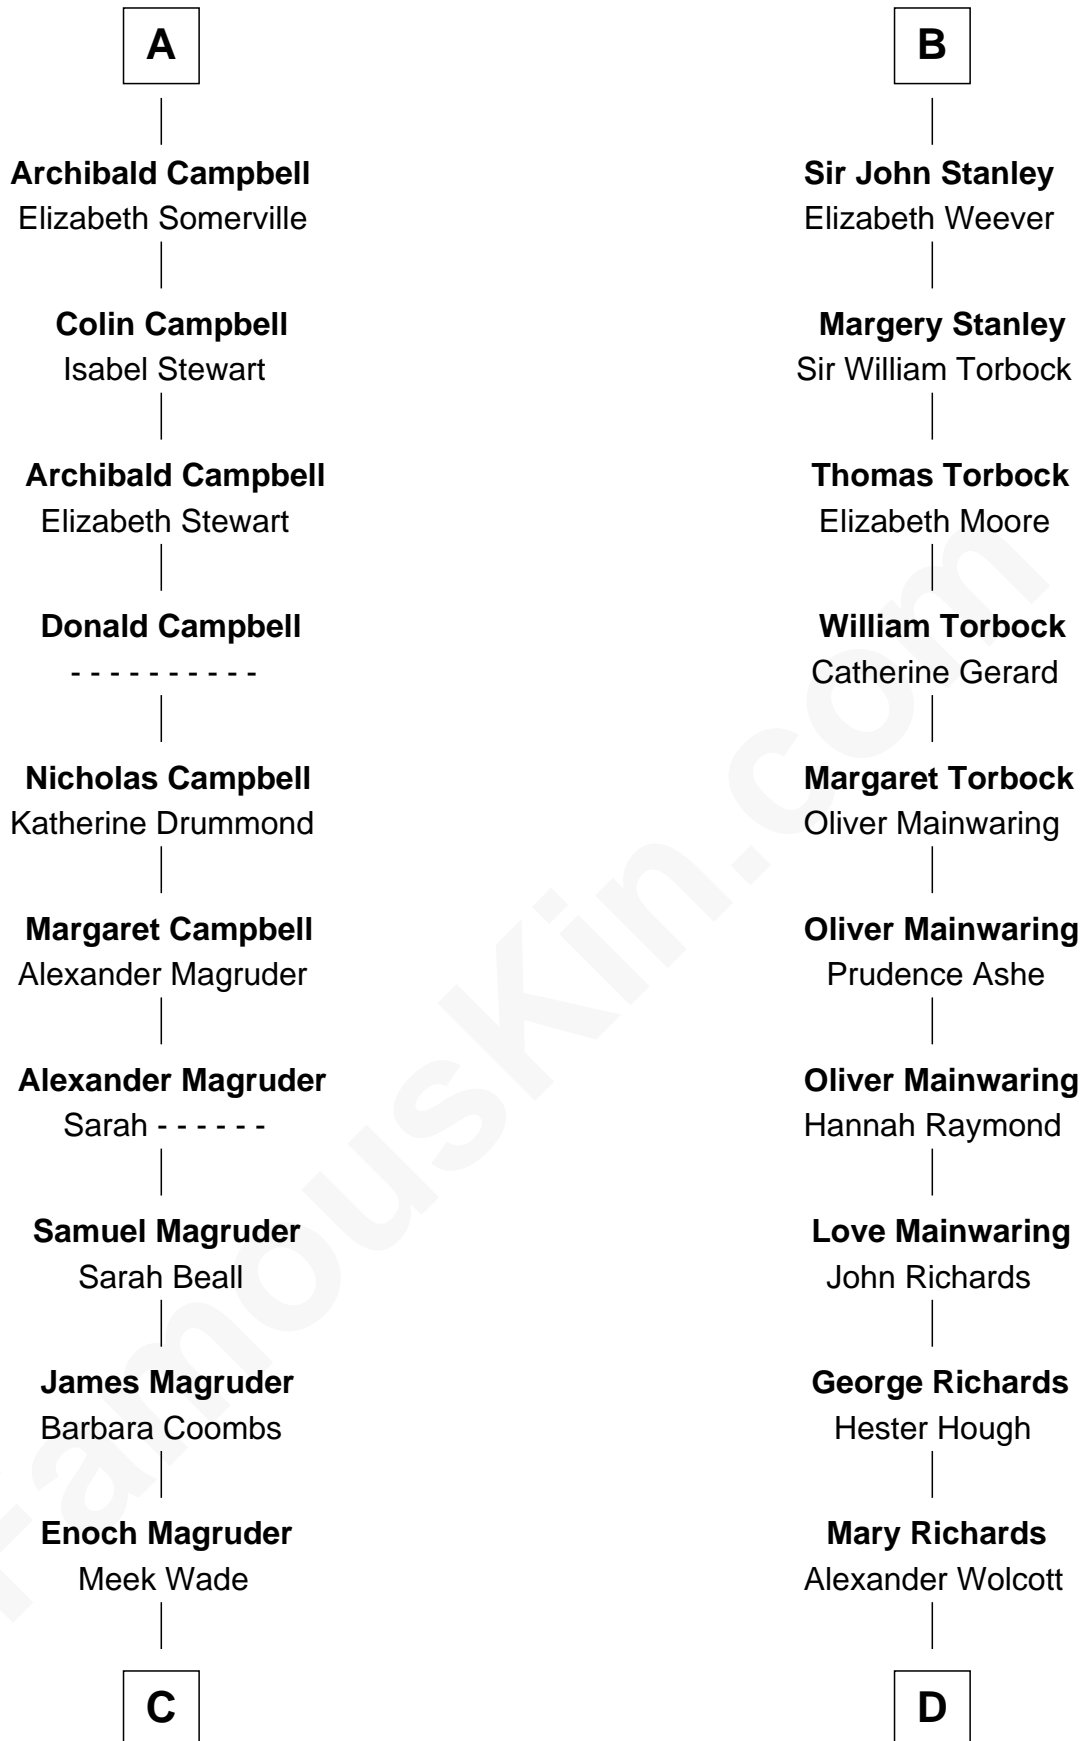 A
Archibald Campbell
Elizabeth Somerville
Colin Campbell
Isabel Stewart
Archibald Campbell
Elizabeth Stewart
Donald Campbell
- - - - - - - - - -
Nicholas Campbell
Katherine Drummond
Margaret Campbell
Alexander Magruder
Alexander Magruder
Sarah - - - - - -
Samuel Magruder
Sarah Beall
James Magruder
Barbara Coombs
Enoch Magruder
Meek Wade
C
B
Sir John Stanley
Elizabeth Weever
Margery Stanley
Sir William Torbock
Thomas Torbock
Elizabeth Moore
William Torbock
Catherine Gerard
Margaret Torbock
Oliver Mainwaring
Oliver Mainwaring
Prudence Ashe
Oliver Mainwaring
Hannah Raymond
Love Mainwaring
John Richards
George Richards
Hester Hough
Mary Richards
Alexander Wolcott
D
FamousKin.com